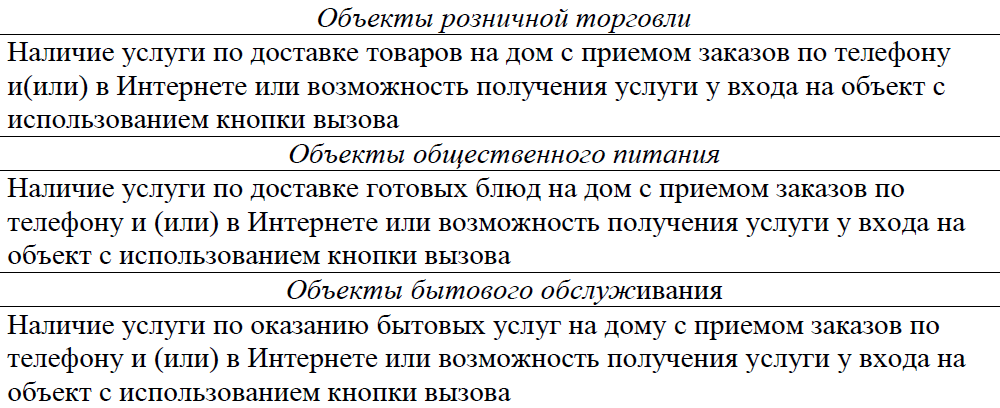 Объекты розничной торговли
Наличие услуги по доставке товаров на дом с приемом заказов по телефону
и(или) в Интернете или возможность получения услуги у входа на объект с
использованием кнопки вызова
Объекты общественного питания
Наличие услуги по доставке готовых блюд на дом с приемом заказов по
телефону и (или) в Интернете или возможность получения услуги у входа на
объект с использованием кнопки вызова
Объекты бытового обслуживания
Наличие услуги по оказанию бытовых услуг на дому с приемом заказов по
телефону и (или) в Интернете или возможность получения услуги у входа на
объект с использованием кнопки вызова